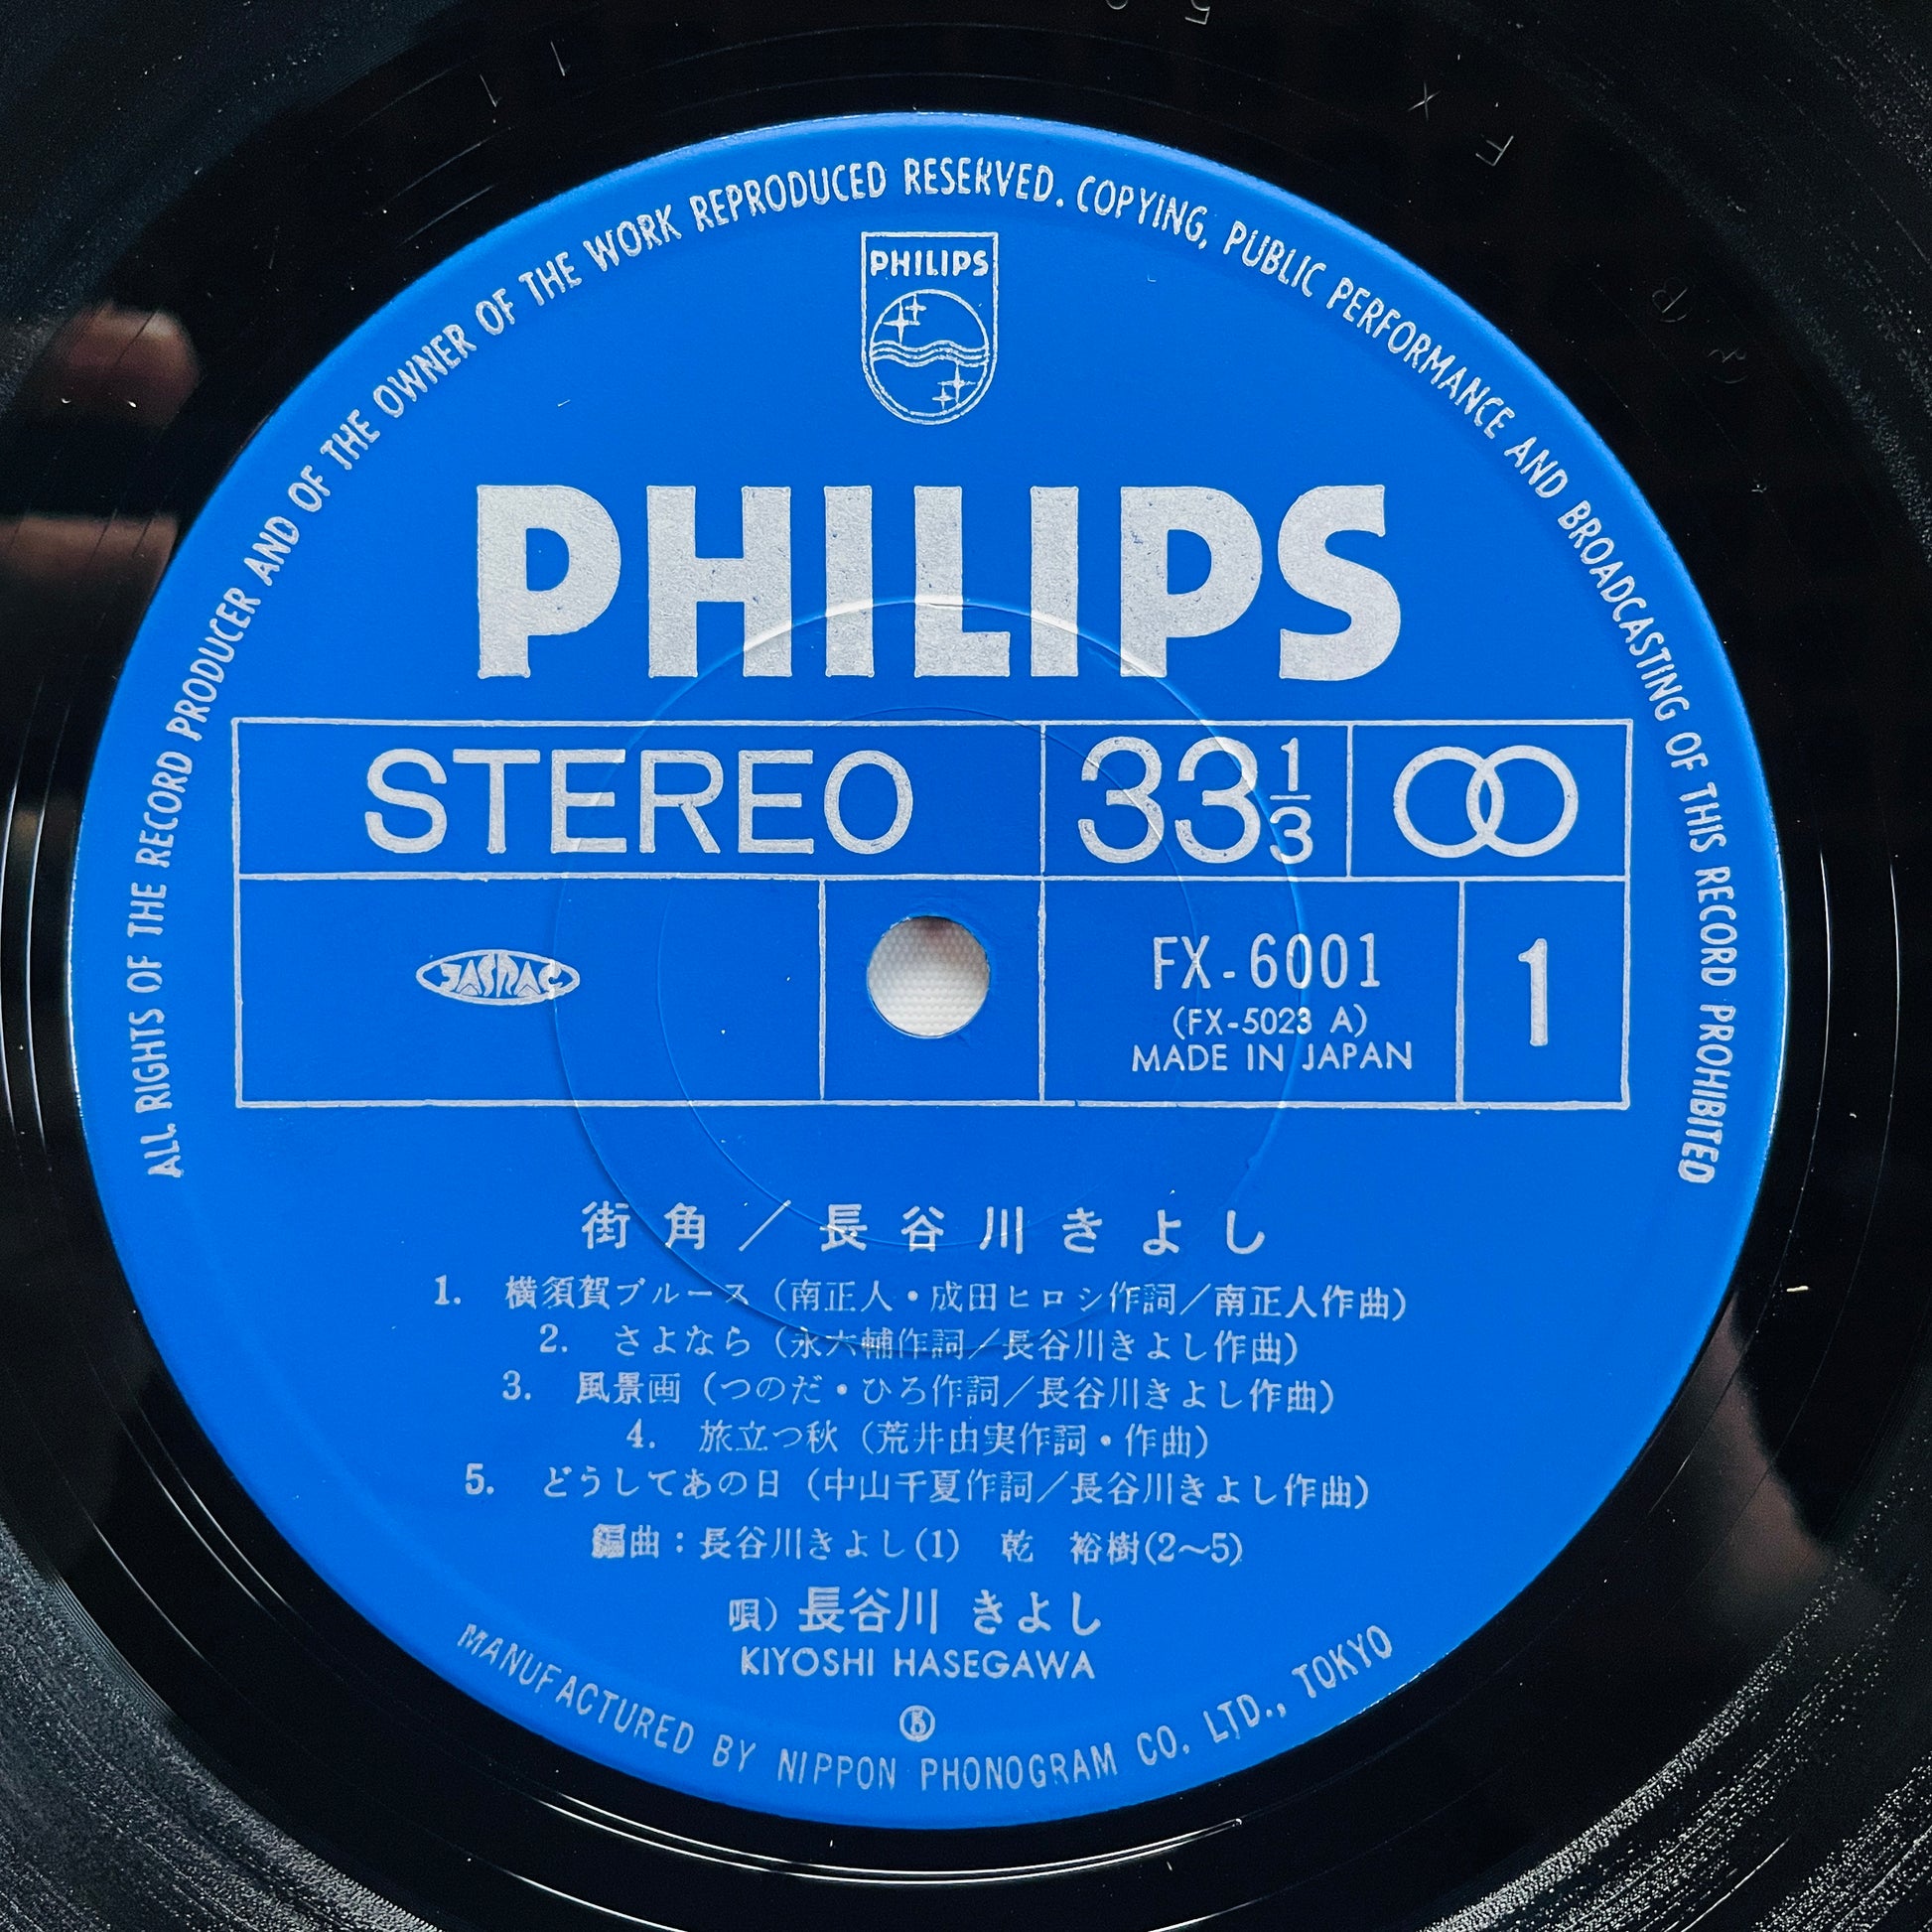 ALL RIGHTS OF THE RECORD PRODUCER AND OF THE OWNER OF THE WORK REPRODUCED RESERVED. COPYING, PUBLIC PERFORMANCE AND BROADCASTING OF THIS RECORD PROHIBITED
PHILIPS
PHILIPS
STEREO 33 1/3
JASRAC
FX-6001
(FX-5023 A)
MADE IN JAPAN
1
街角／長谷川きよし
1. 横須賀ブルース（南正人・成田ヒロシ作詞／南正人作曲）
2. さよなら（永六輔作詞／長谷川きよし作曲）
3. 風景画（つのだ・ひろ作詞／長谷川きよし作曲）
4. 旅立つ秋（荒井由実作詞・作曲）
5. どうしてあの日（中山千夏作詞／長谷川きよし作曲）
編曲：長谷川きよし(1) 乾 裕樹(2〜5)
唄）長谷川 きよし
KIYOSHI HASEGAWA
MANUFACTURED BY NIPPON PHONOGRAM CO. LTD., TOKYO